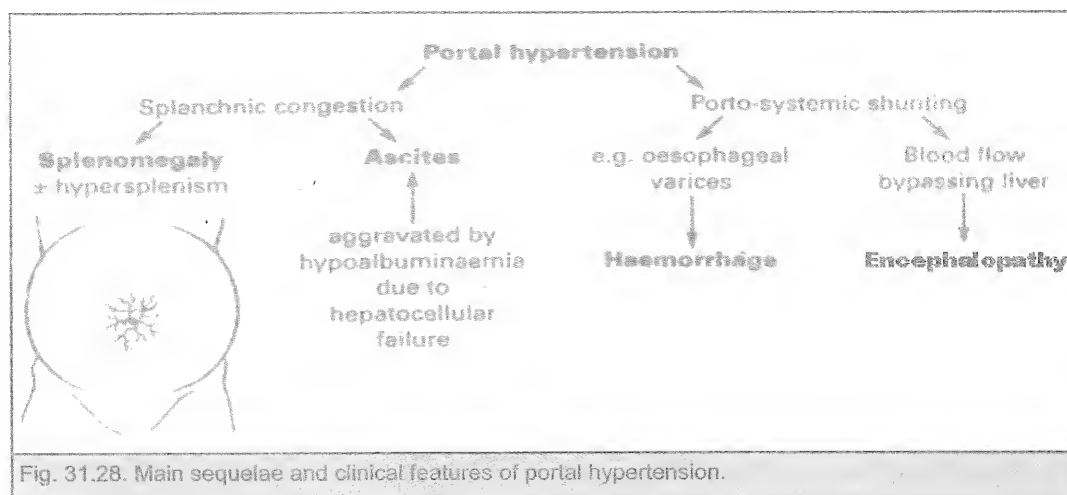 Portal hypertension
Splanchnic congestion
Porto-systemic shunting
Splenomegaly
± hypersplenism
Ascites
e.g. oesophageal
varices
Blood flow
bypassing liver
aggravated by
hypoalbuminaemia
due to
hepatocellular
failure
Haemorrhage
Encephalopathy
Fig. 31.28. Main sequelae and clinical features of portal hypertension.